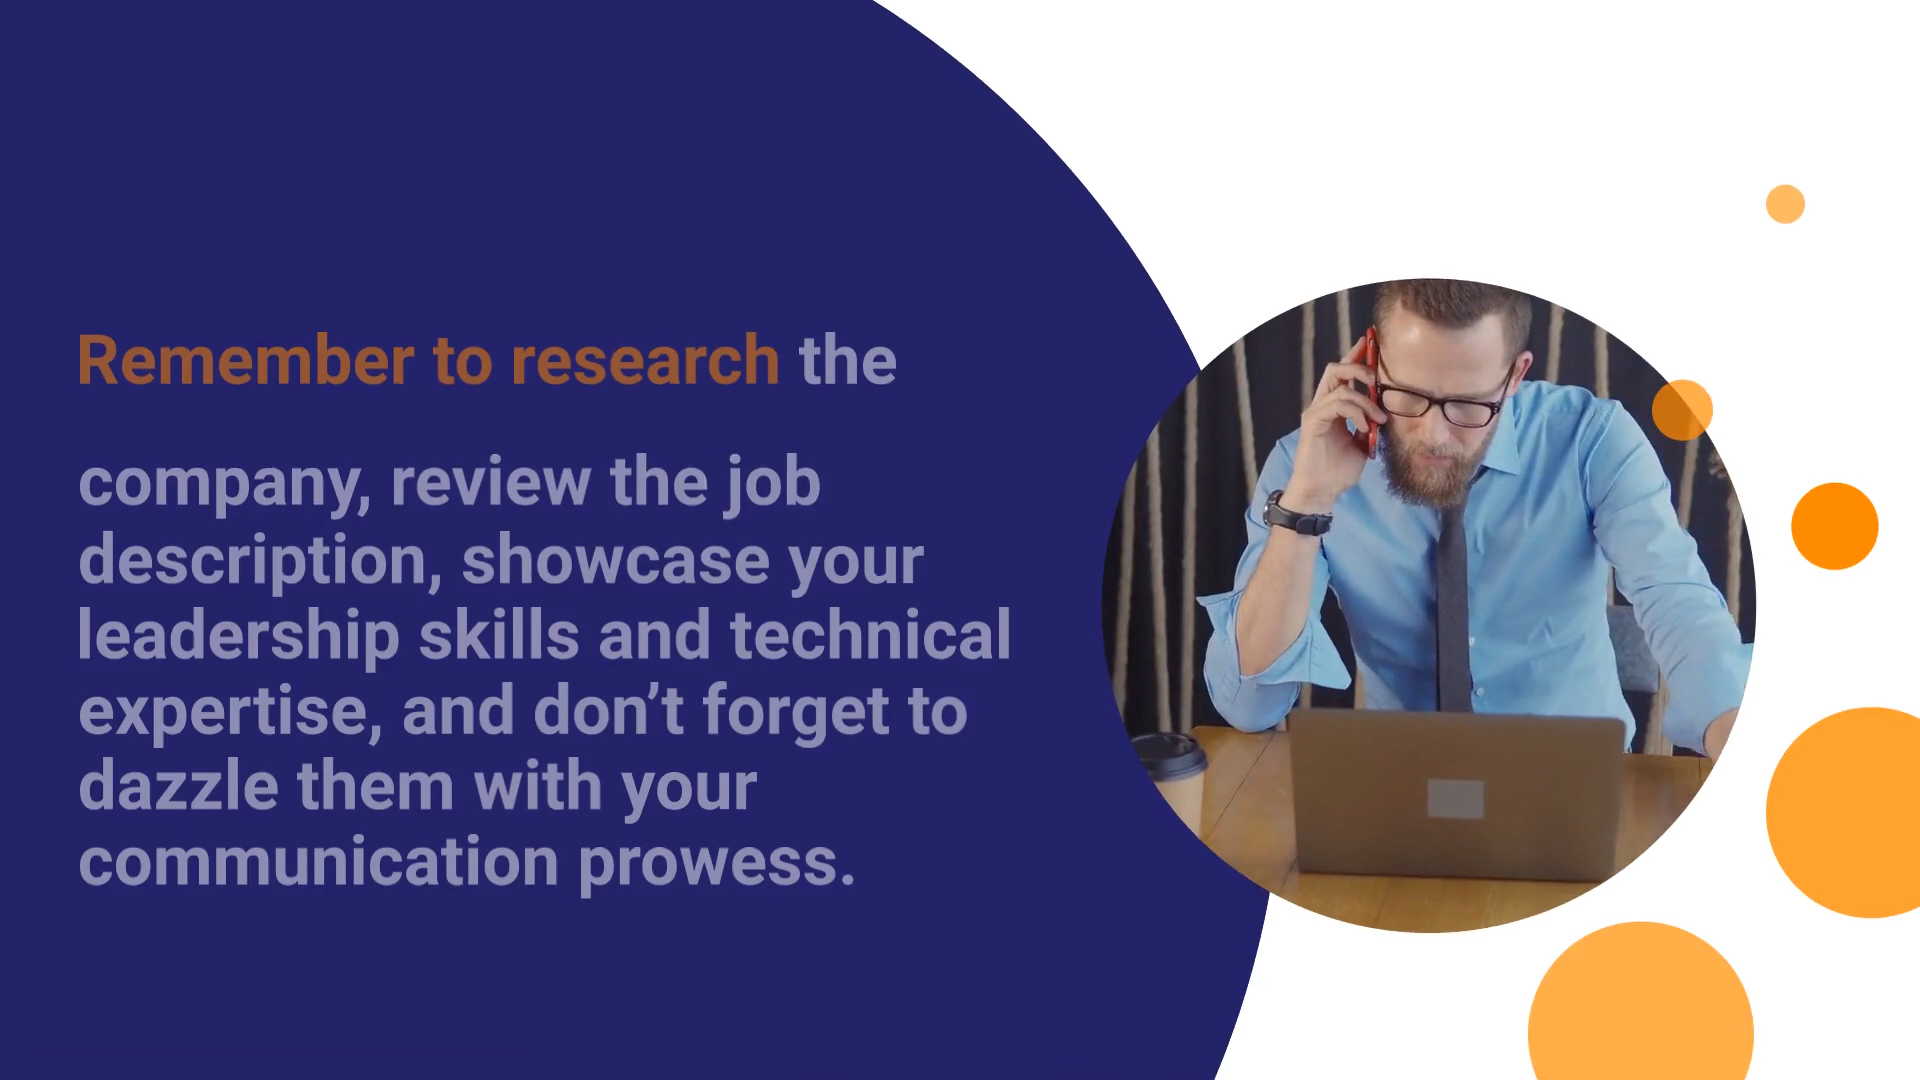 Remember to research the
company, review the job
description, showcase your
leadership skills and technical
expertise, and don’t forget to
dazzle them with your
communication prowess.